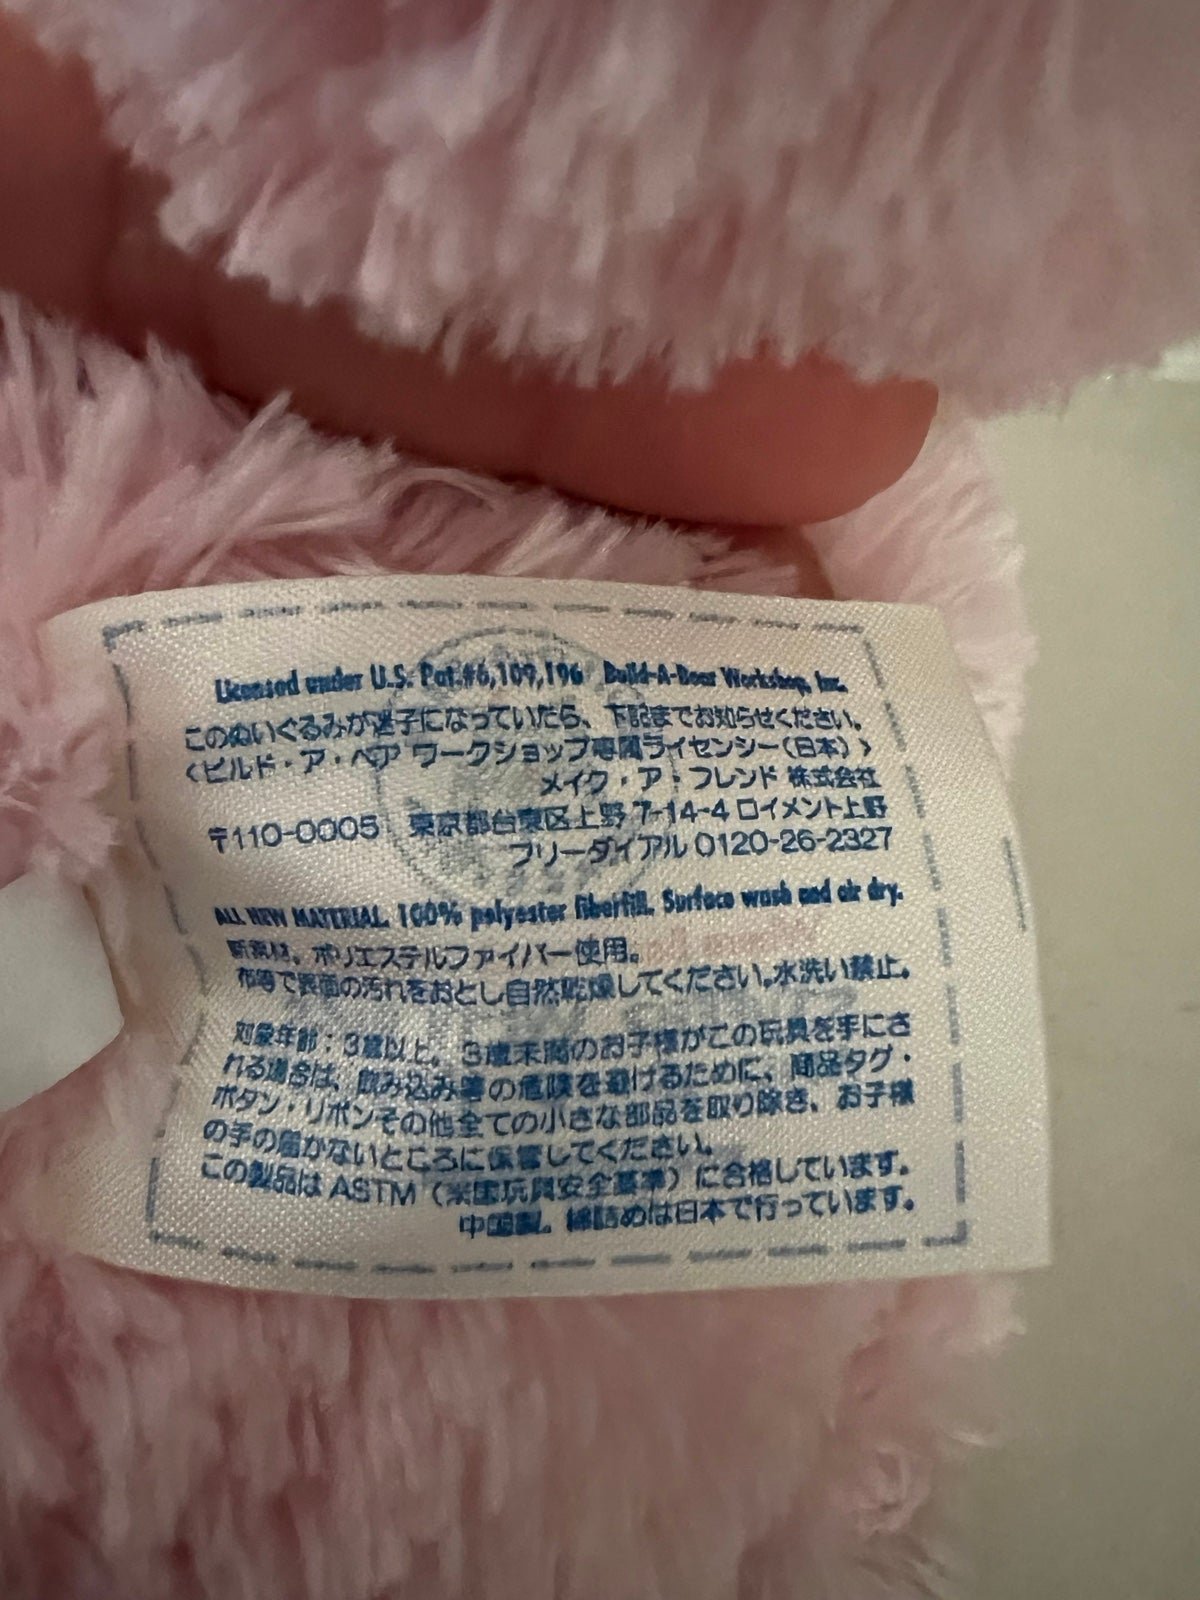 Licensed under U.S. Pat.#6,109,196 Build-A-Bear Workshop, Inc.
このぬいぐるみが迷子になっていたら、下記までお知らせください。
〈ビルド・ア・ベア ワークショップ専属ライセンシー(日本)〉
メイク・ア・フレンド 株式会社
〒110-0005 東京都台東区上野 7-14-4 ロイメント上野
フリーダイアル 0120-26-2327
ALL NEW MATERIAL. 100% polyester fiberfill. Surface wash and air dry.
新素材。ポリエステルファイバー使用。
布等で表面の汚れをおとし自然乾燥してください。水洗い禁止。
対象年齢:3歳以上。3歳未満のお子様がこの玩具を手にさ
れる場合は、飲み込み等の危険を避けるために、商品タグ・
ボタン・リボンその他全ての小さな部品を取り除き、お子様
の手の届かないところに保管してください。
この製品は ASTM(米国玩具安全基準)に合格しています。
中国製。綿詰めは日本で行っています。